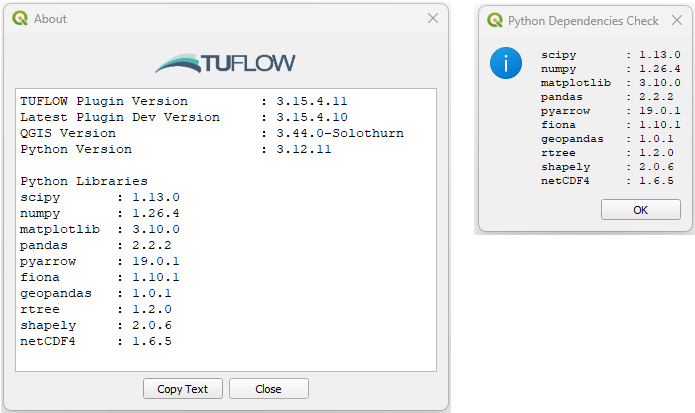 About
TUFLOW
TUFLOW Plugin Version : 3.15.4.11
Latest Plugin Dev Version : 3.15.4.10
QGIS Version : 3.44.0-Solothurn
Python Version : 3.12.11
Python Libraries
scipy : 1.13.0
numpy : 1.26.4
matplotlib : 3.10.0
pandas : 2.2.2
pyarrow : 19.0.1
fiona : 1.10.1
geopandas : 1.0.1
rtree : 1.2.0
shapely : 2.0.6
netCDF4 : 1.6.5
Copy Text
Close
Python Dependencies Check
scipy : 1.13.0
numpy : 1.26.4
matplotlib : 3.10.0
pandas : 2.2.2
pyarrow : 19.0.1
fiona : 1.10.1
geopandas : 1.0.1
rtree : 1.2.0
shapely : 2.0.6
netCDF4 : 1.6.5
OK